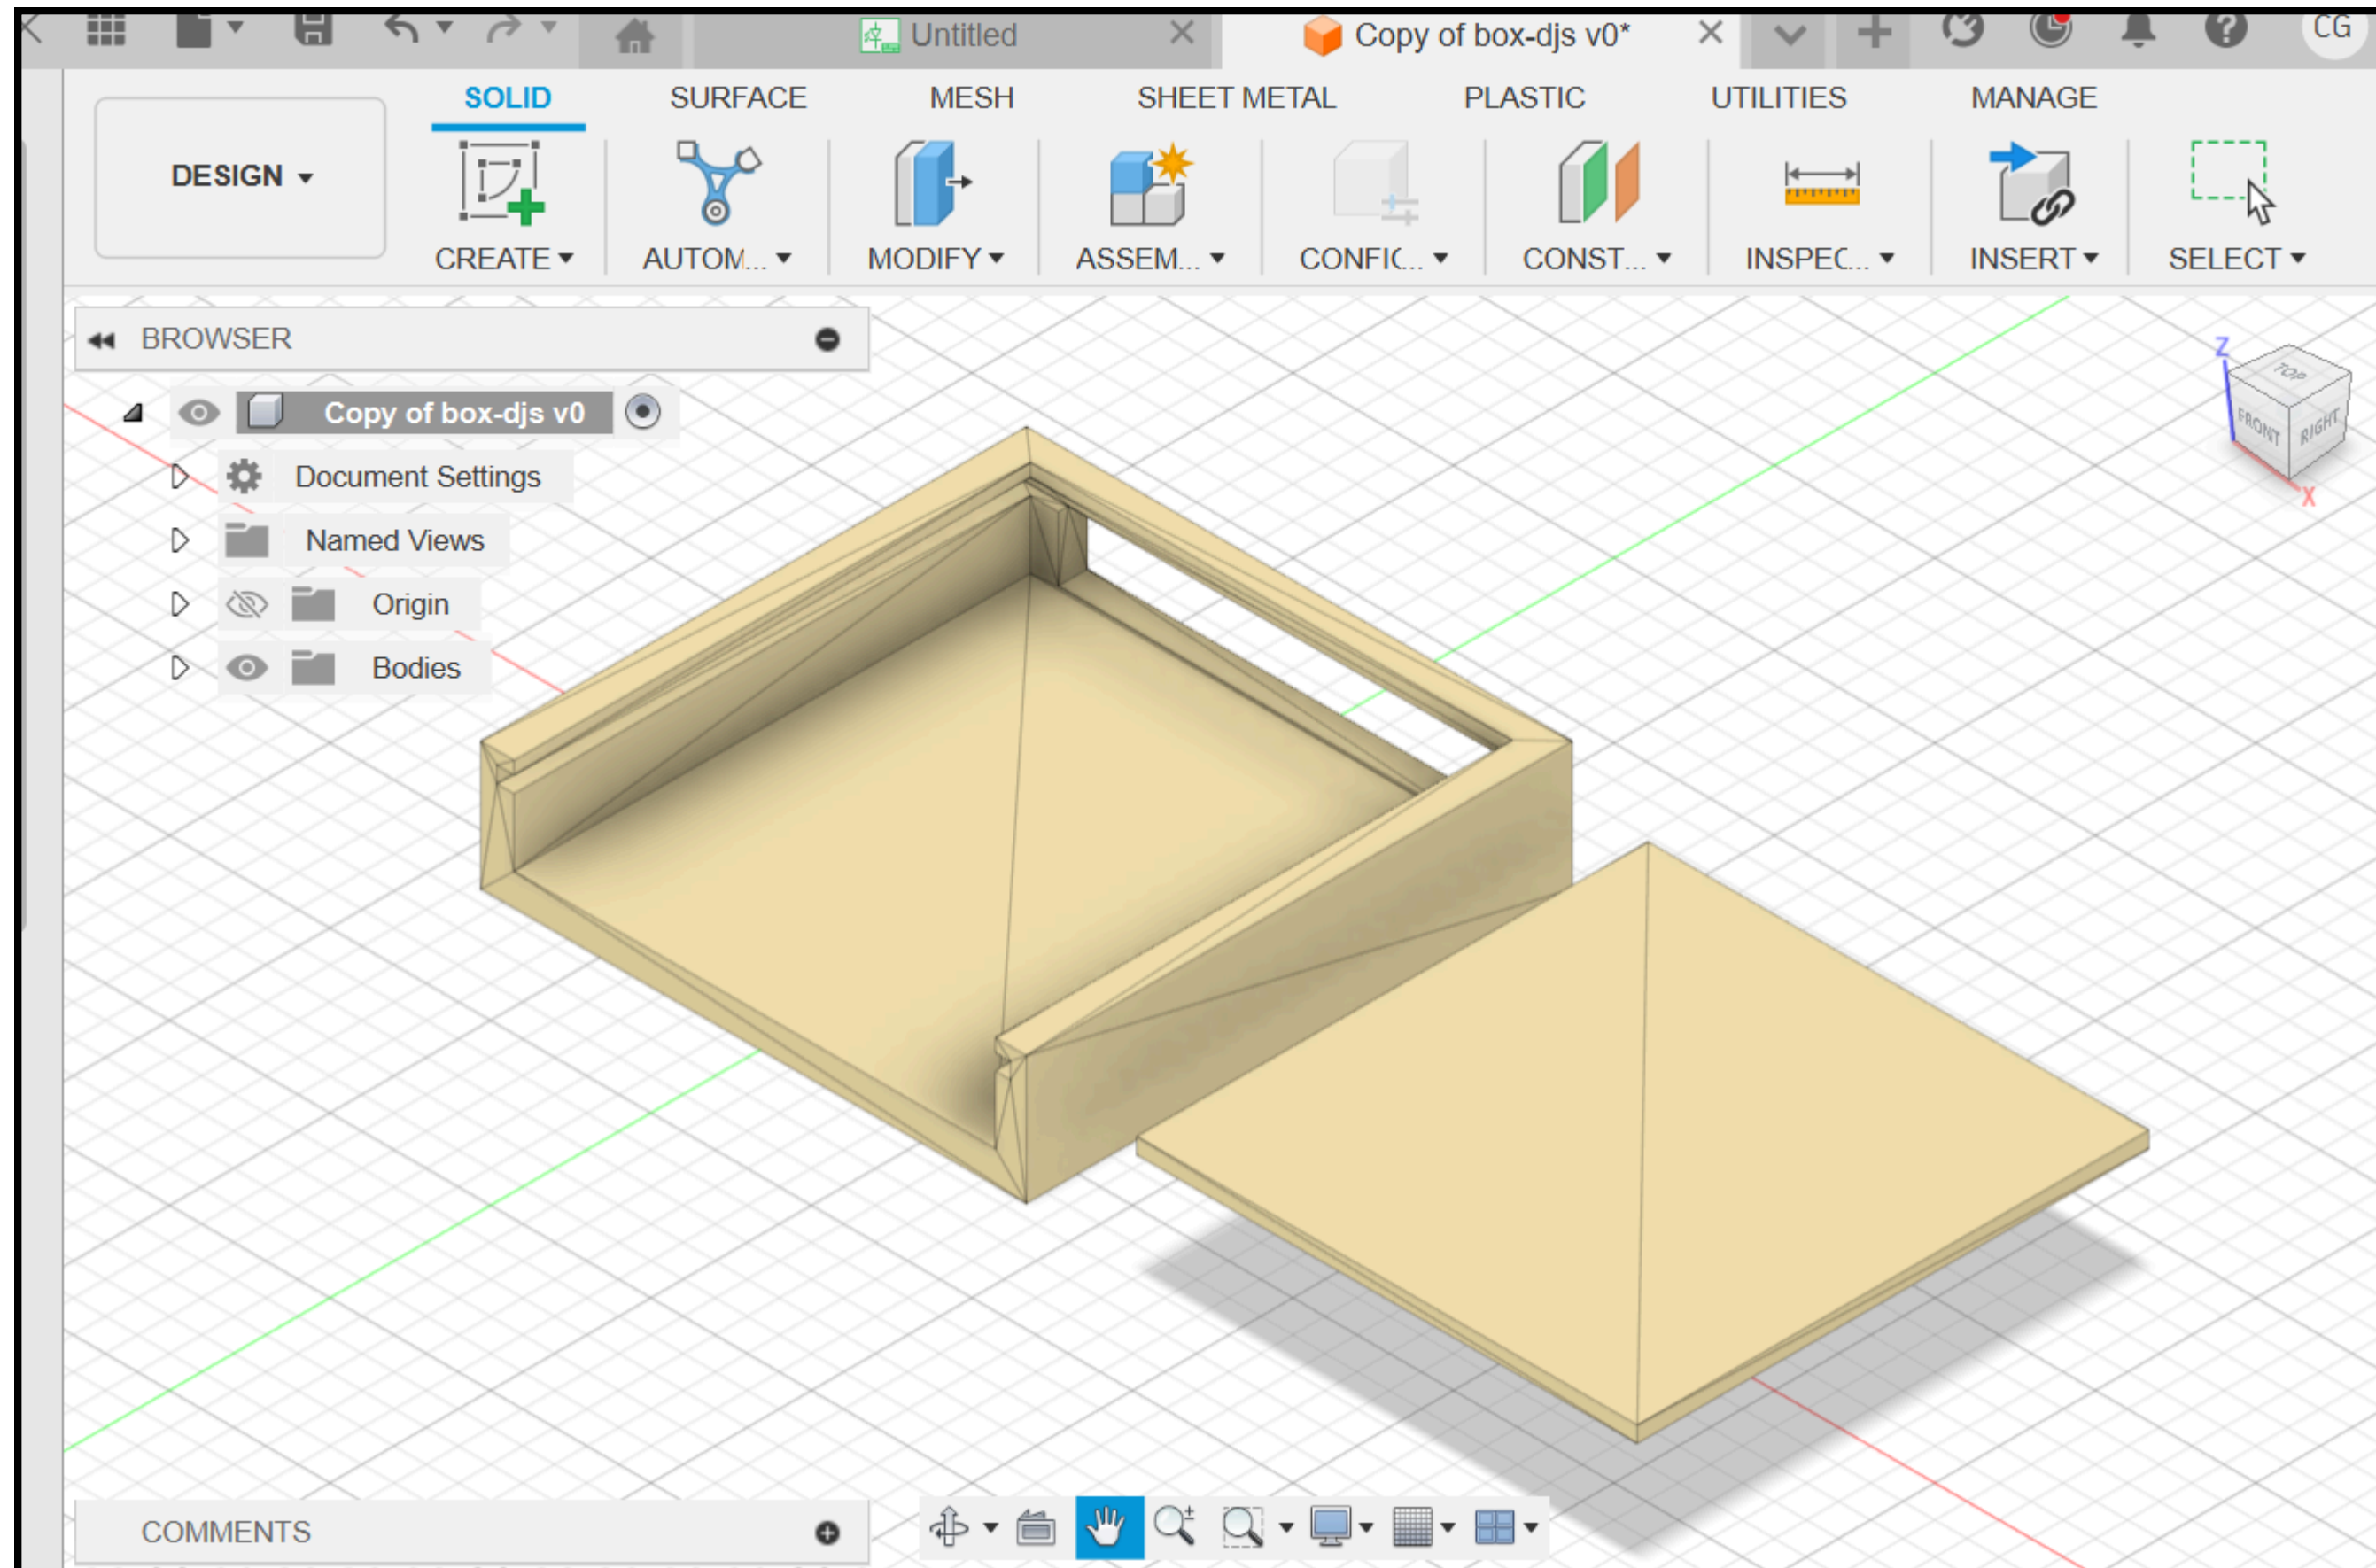 Untitled
Copy of box-djs v0*
CG
SOLID
SURFACE
MESH
SHEET METAL
PLASTIC
UTILITIES
MANAGE
DESIGN
CREATE
AUTOM...
MODIFY
ASSEM...
CONFIC...
CONST...
INSPEC...
INSERT
SELECT
BROWSER
Copy of box-djs v0
Document Settings
Named Views
Origin
Bodies
Z
TOP
FRONT
RIGHT
X
COMMENTS